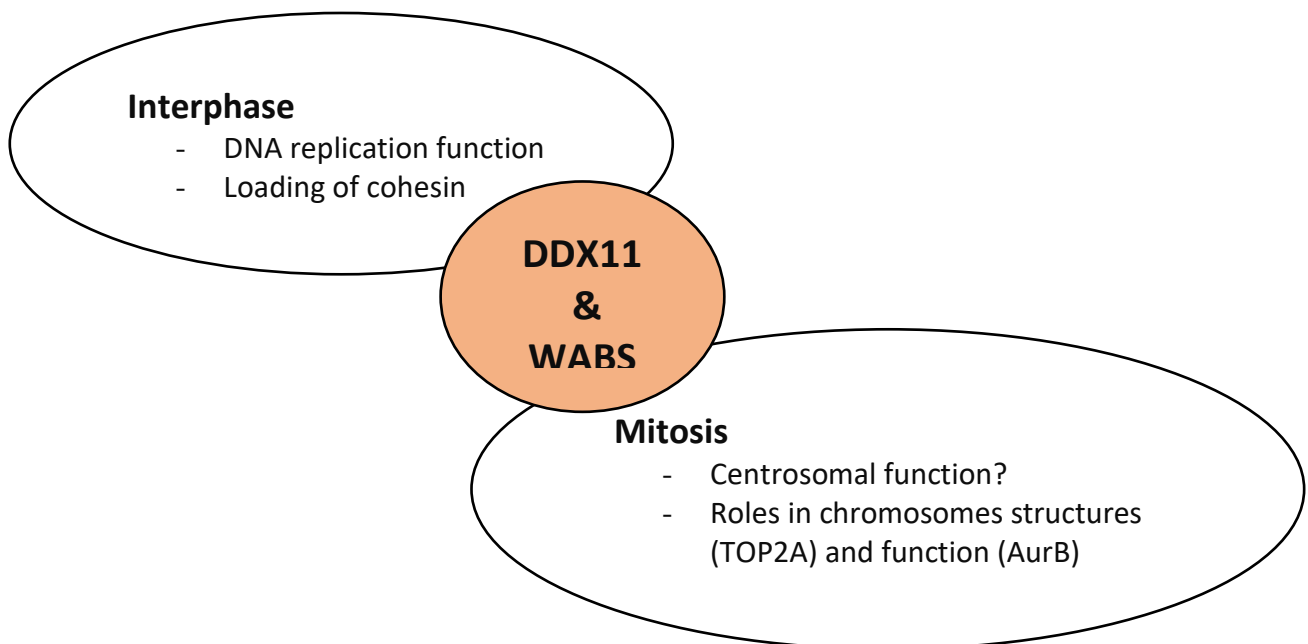 Interphase
- DNA replication function
- Loading of cohesin
DDX11
&
WABS
Mitosis
- Centrosomal function?
- Roles in chromosomes structures
(TOP2A) and function (AurB)